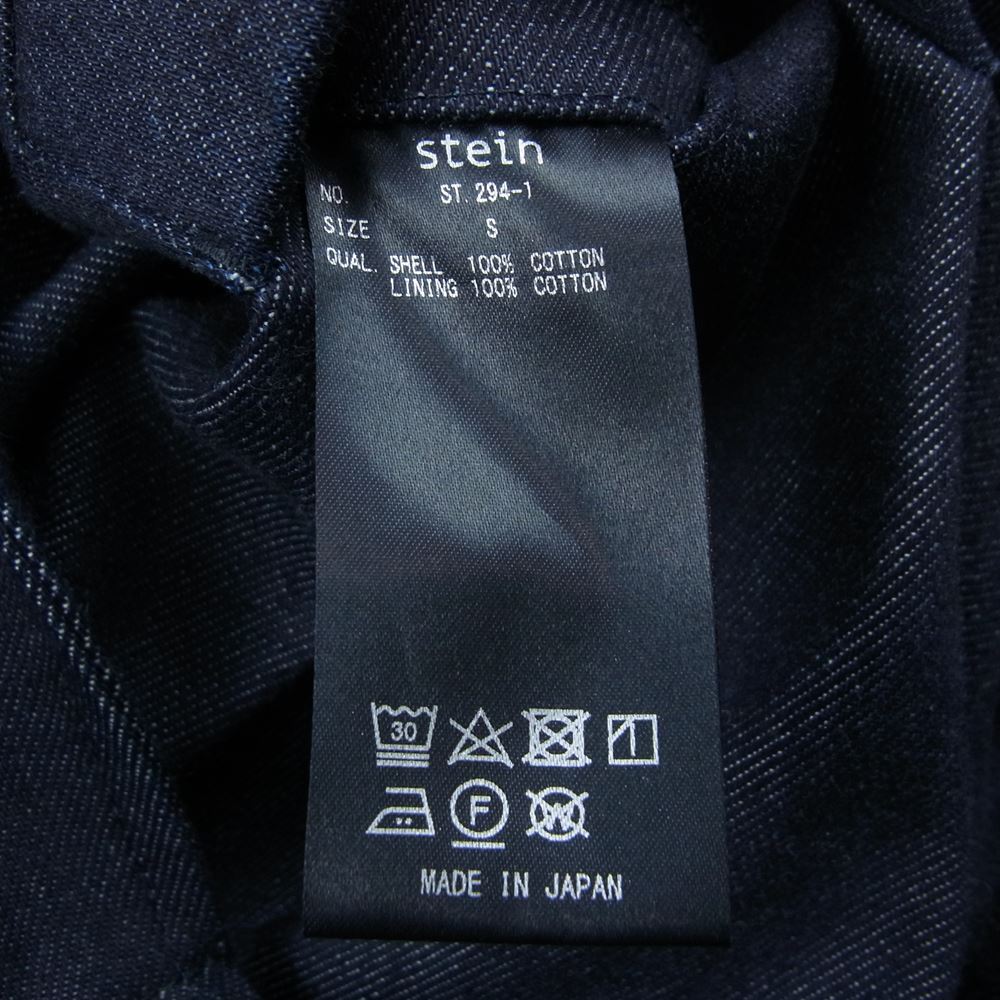 stein
NO. ST.294-1
SIZE S
QUAL. SHELL 100% COTTON
LINING 100% COTTON
30
F W
MADE IN JAPAN